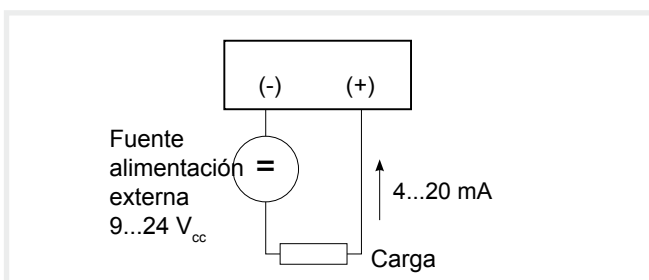 (-) (+)
Fuente
alimentación
externa
9...24 Vcc
=
4...20 mA
Carga